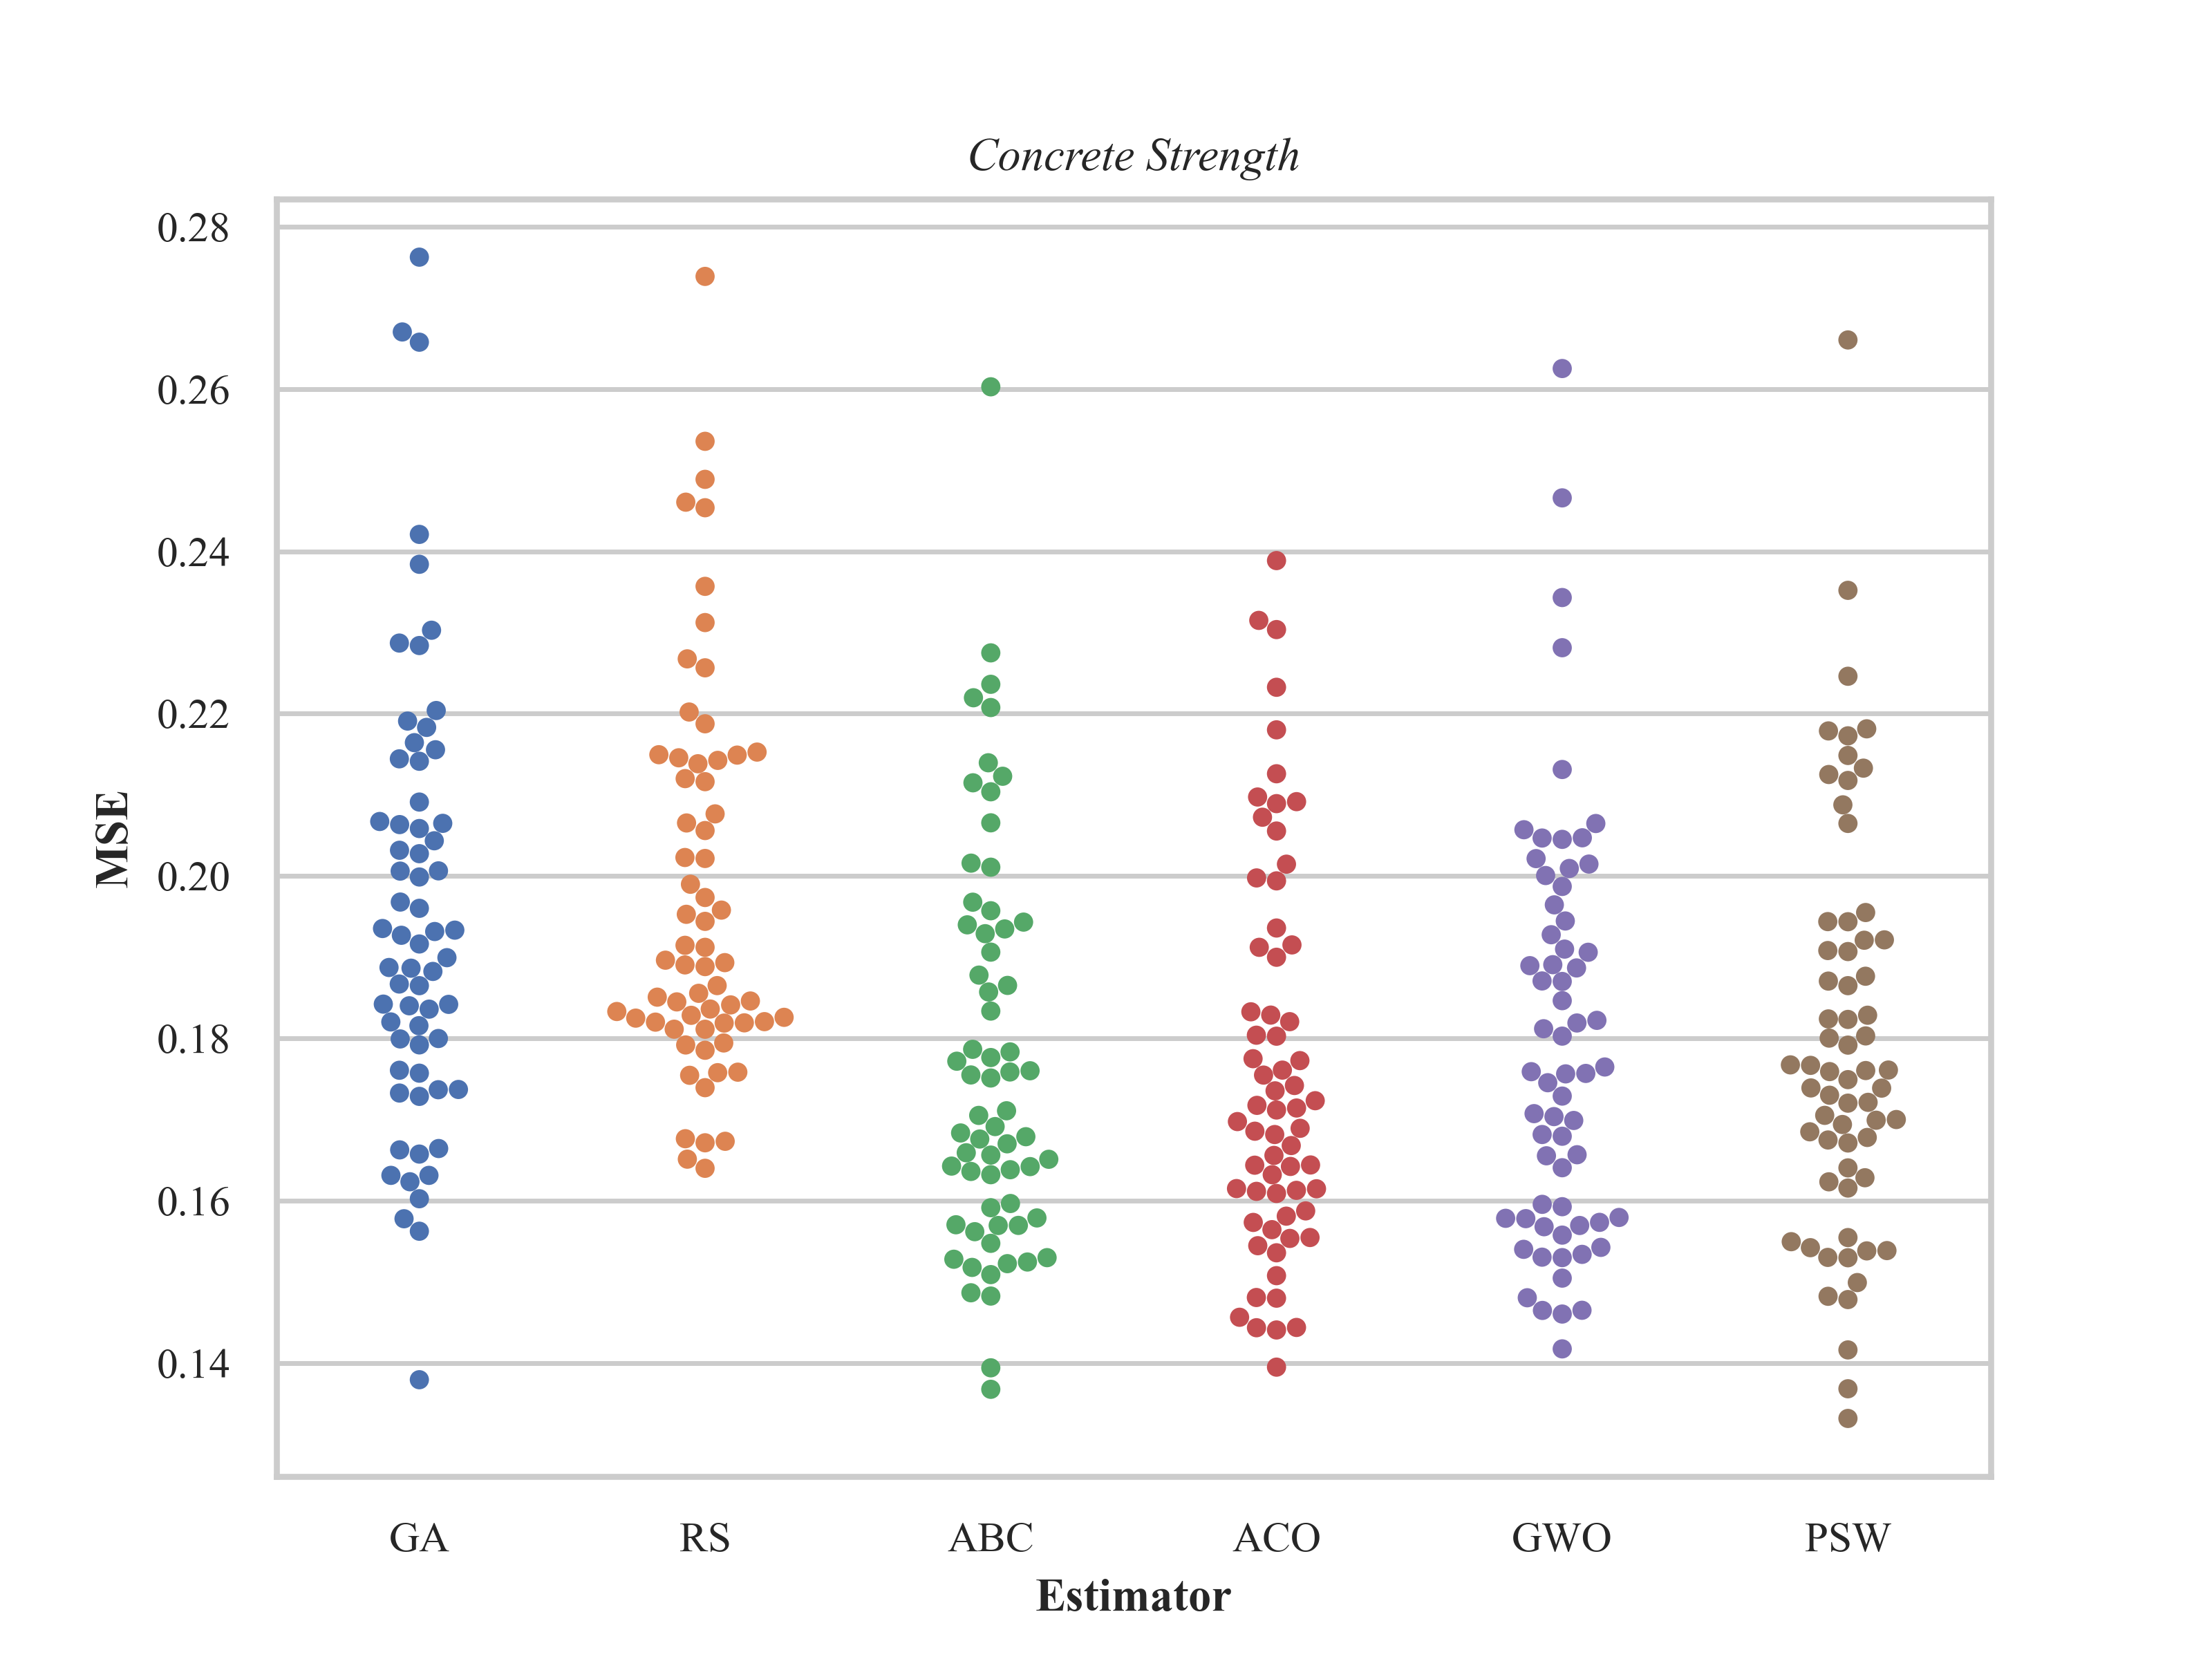 Concrete Strength
0.28
0.26
0.24
0.22
0.20
0.18
0.16
0.14
MSE
GA RS ABC ACO GWO PSW
Estimator